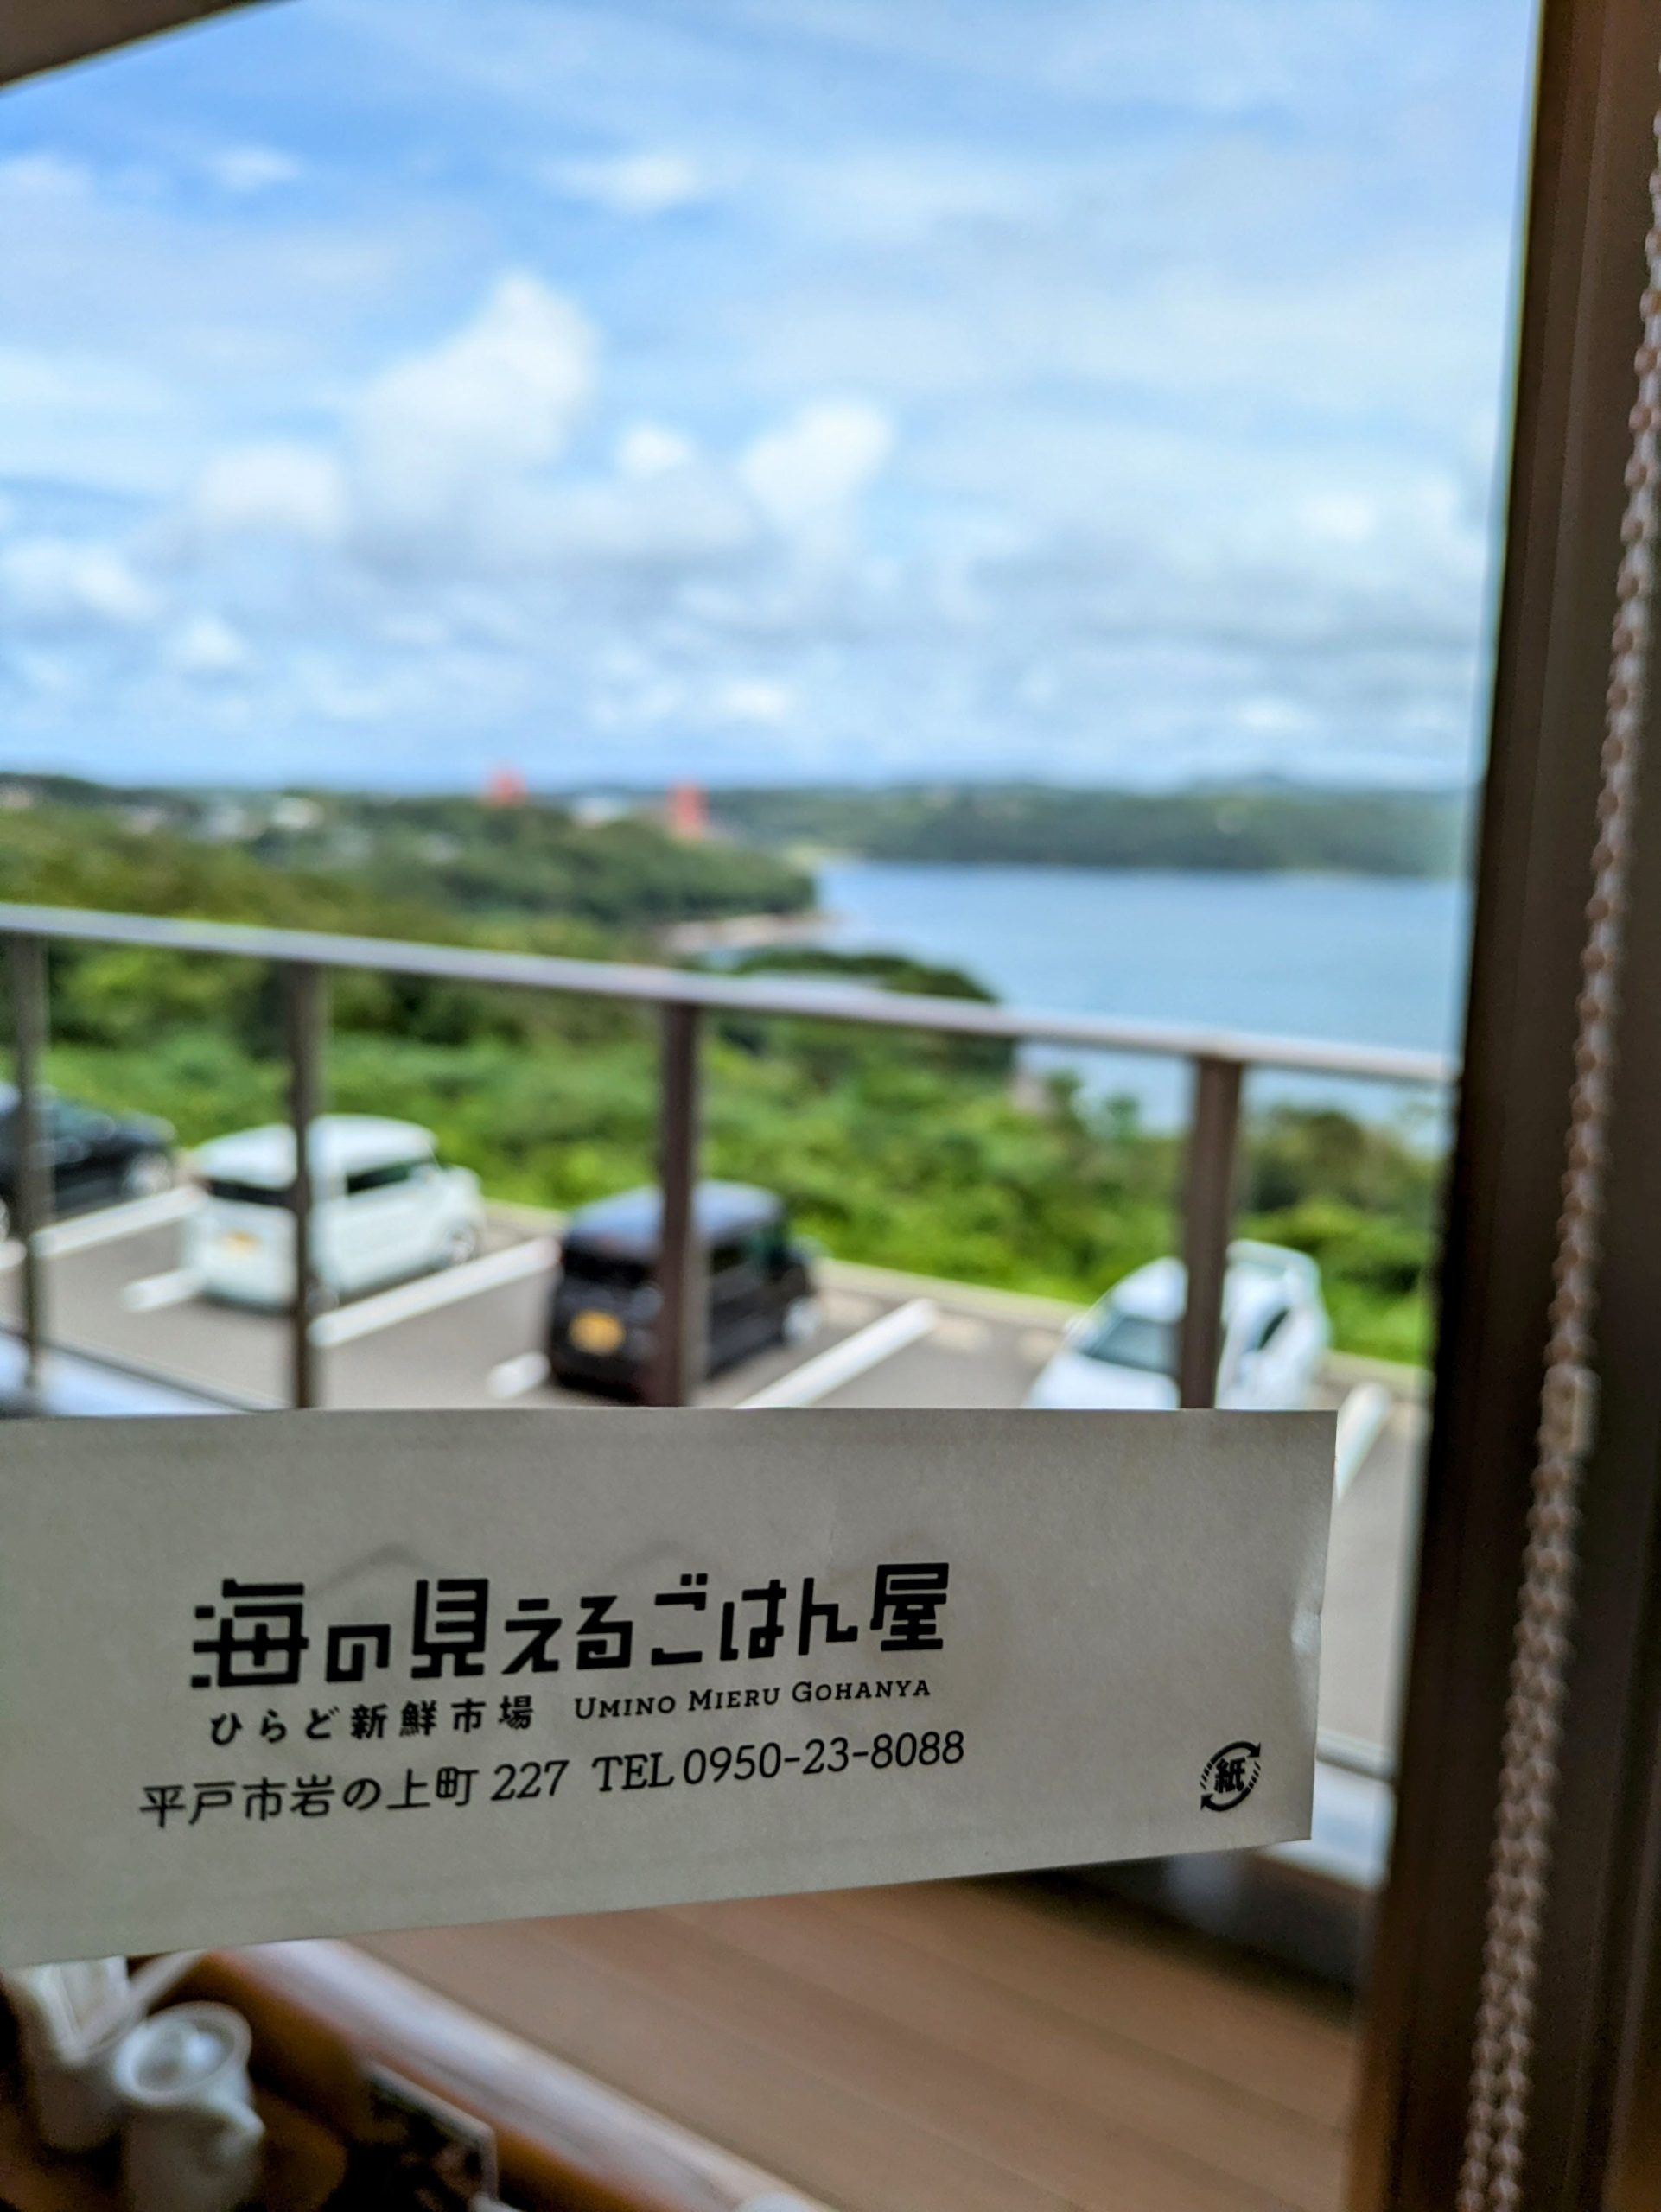 海の見えるごはん屋
ひらど新鮮市場 UMINO MIERU GOHANYA
平戸市岩の上町 227 TEL 0950-23-8088
紙